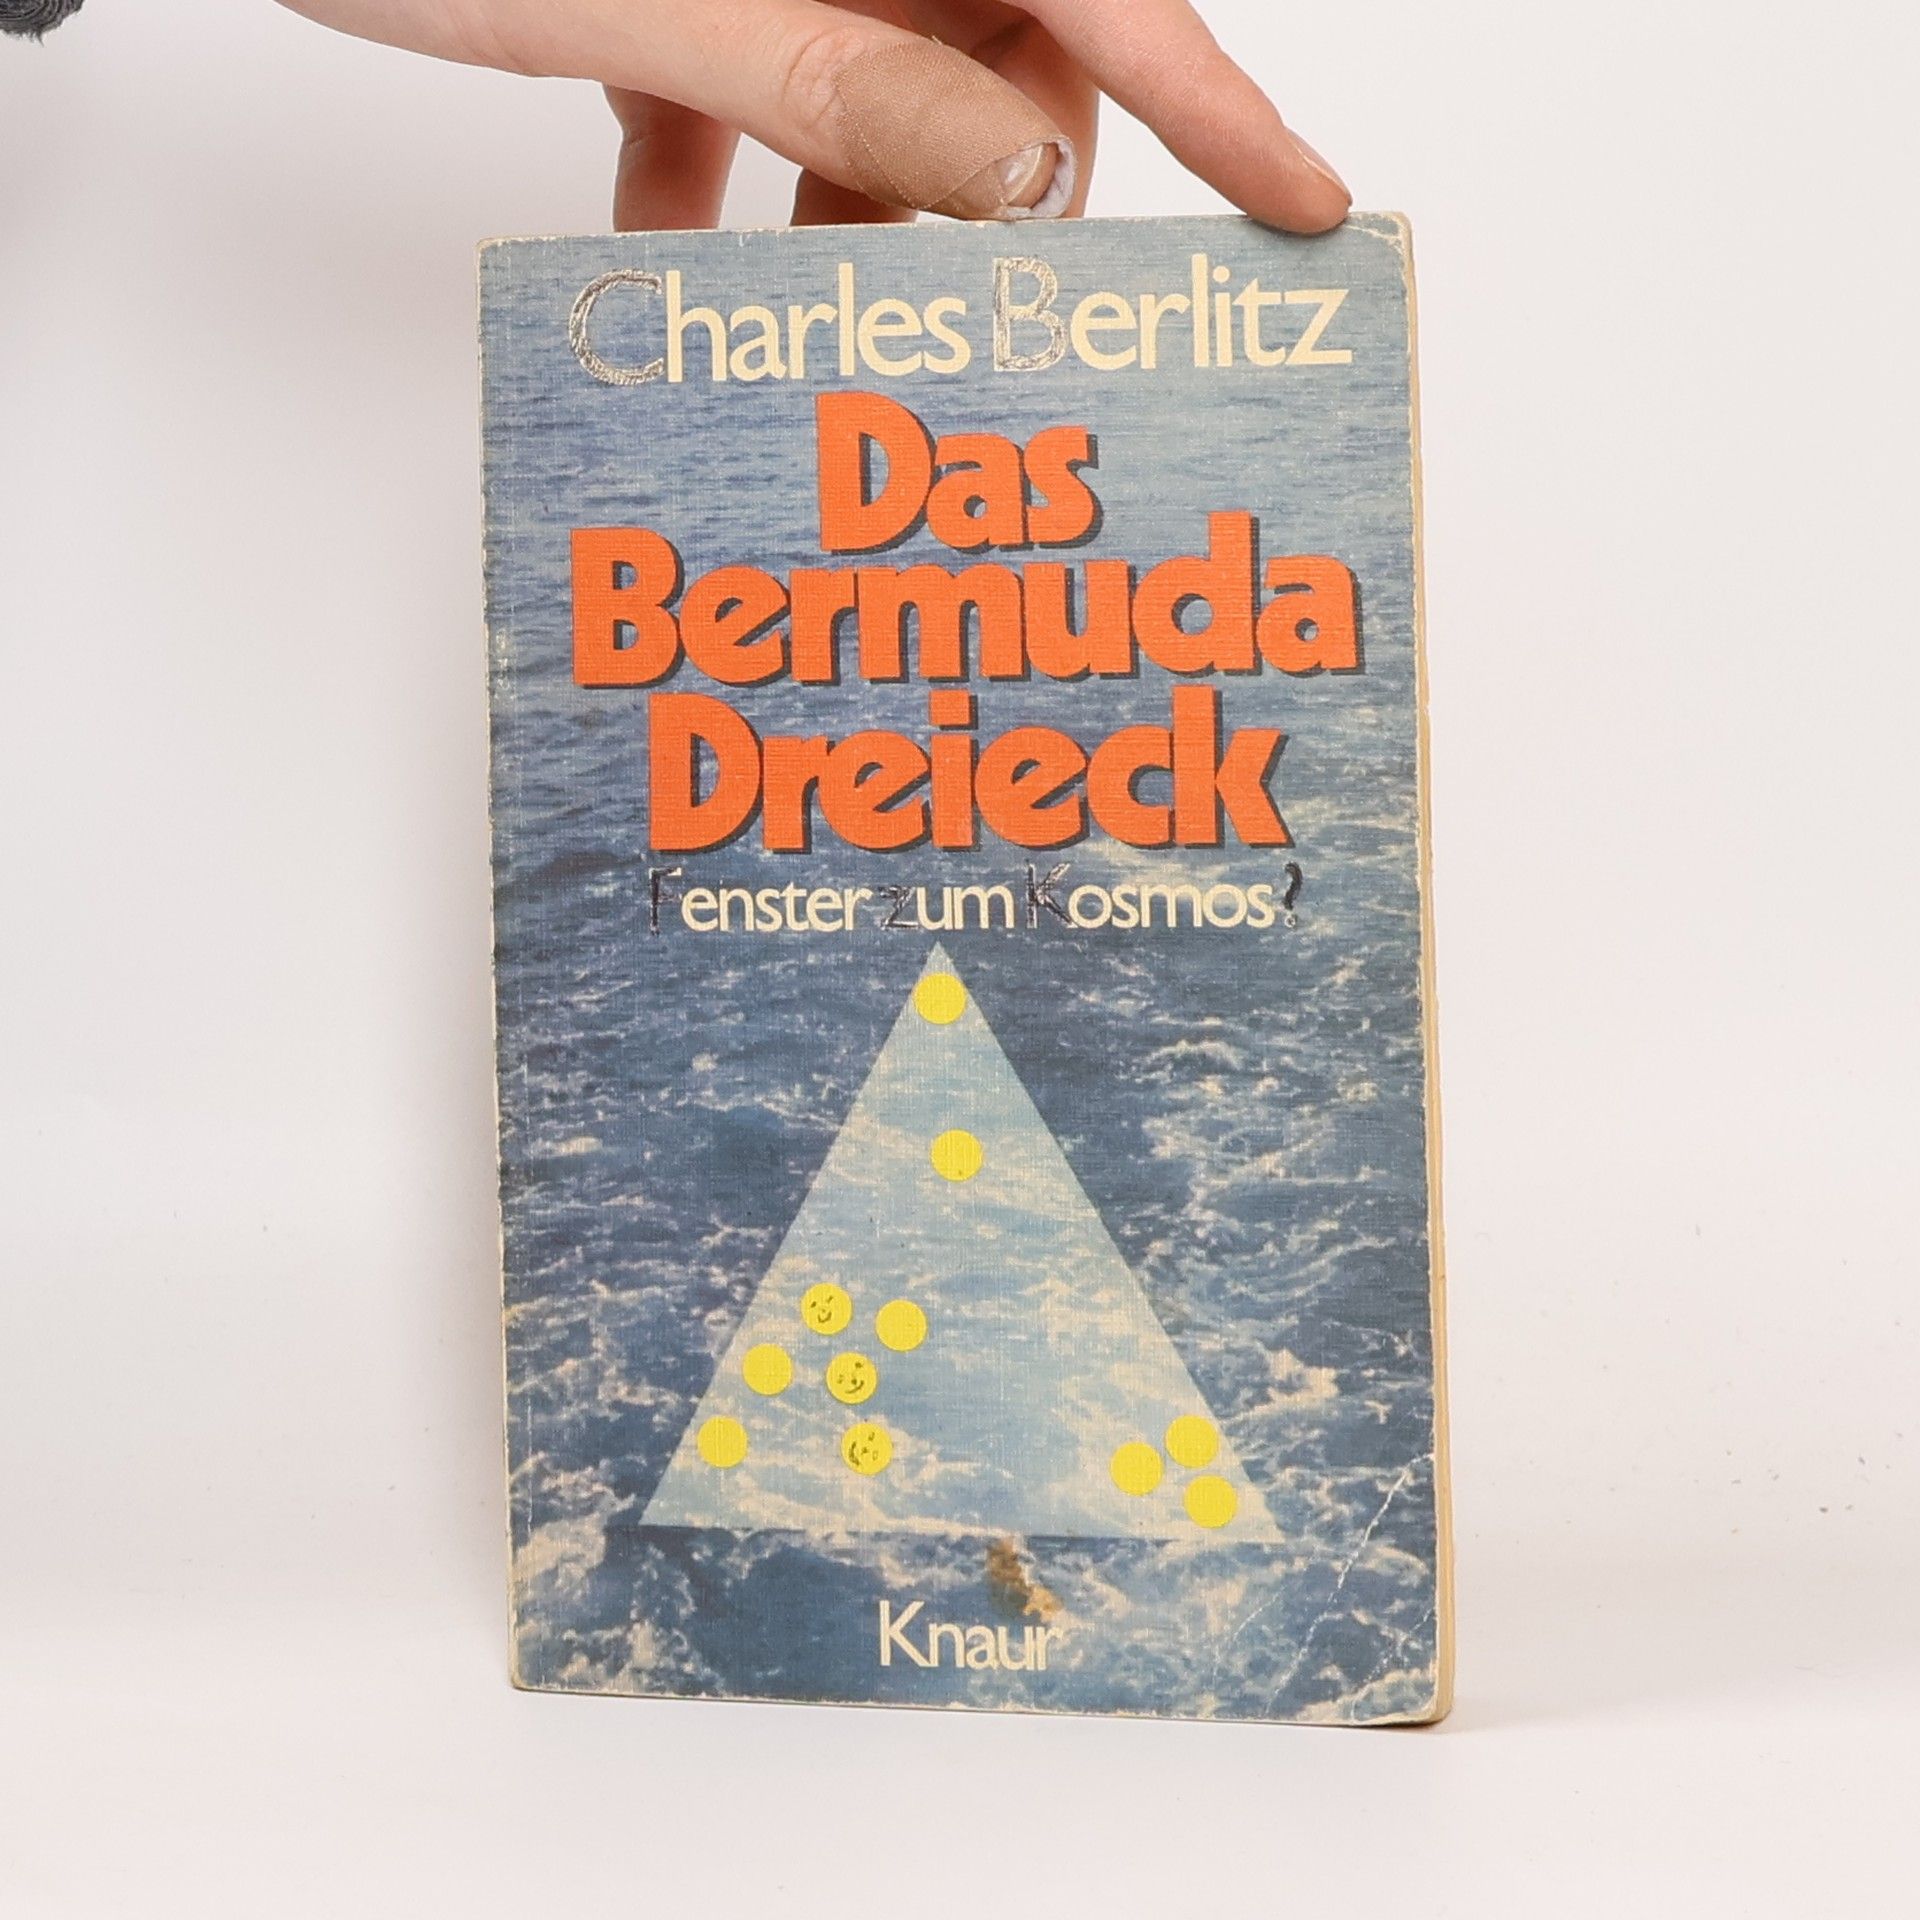 Charles Berlitz
Das
Bermuda
Dreieck
Fenster zum Kosmos?
Knaur